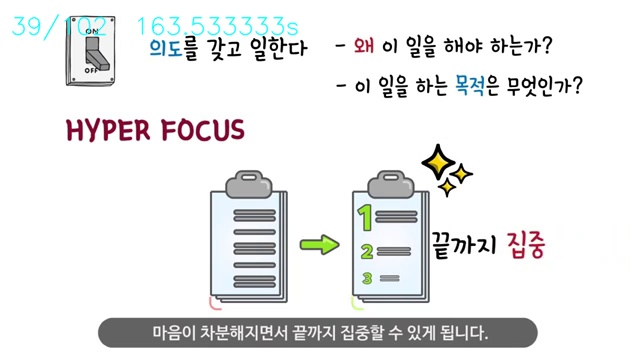 39/102 163.533333s
ON
OFF
의도를 갖고 일한다
- 왜 이 일을 해야 하는가?
- 이 일을 하는 목적은 무엇인가?
HYPER FOCUS
1
2
3
끝까지 집중
마음이 차분해지면서 끝까지 집중할 수 있게 됩니다.